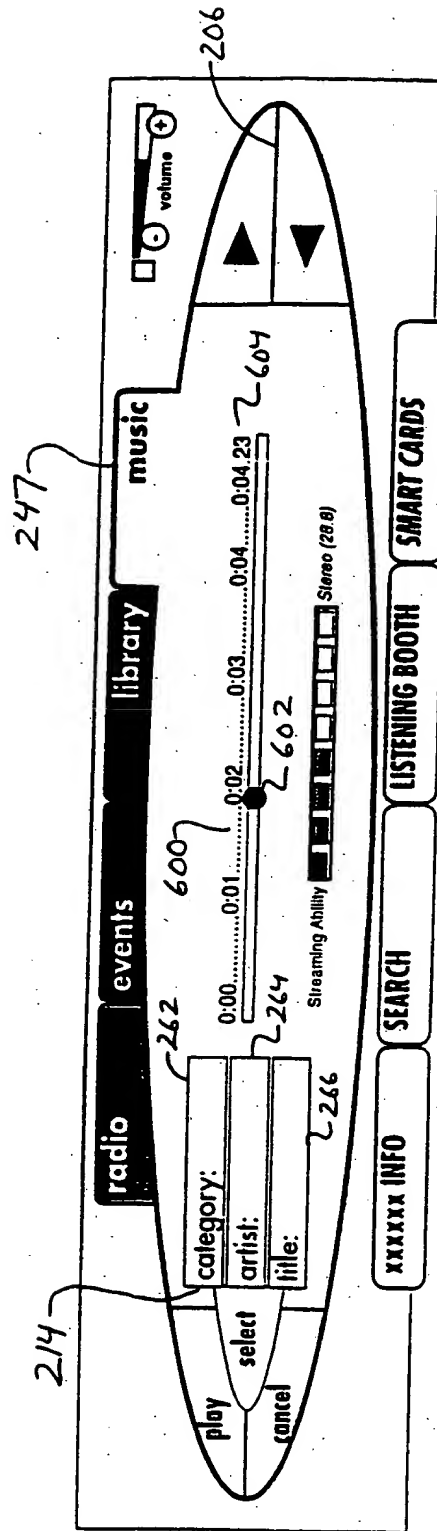 247
206
214
radio
events
library
music
volume
play
select
cancel
category:
artist:
title:
262
264
266
600
602
604
0:00........0:01........0:02........0:03........0:04........0:04.23
Streaming Ability
Stereo (28.8)
xxxxxx INFO
SEARCH
LISTENING BOOTH
SMART CARDS